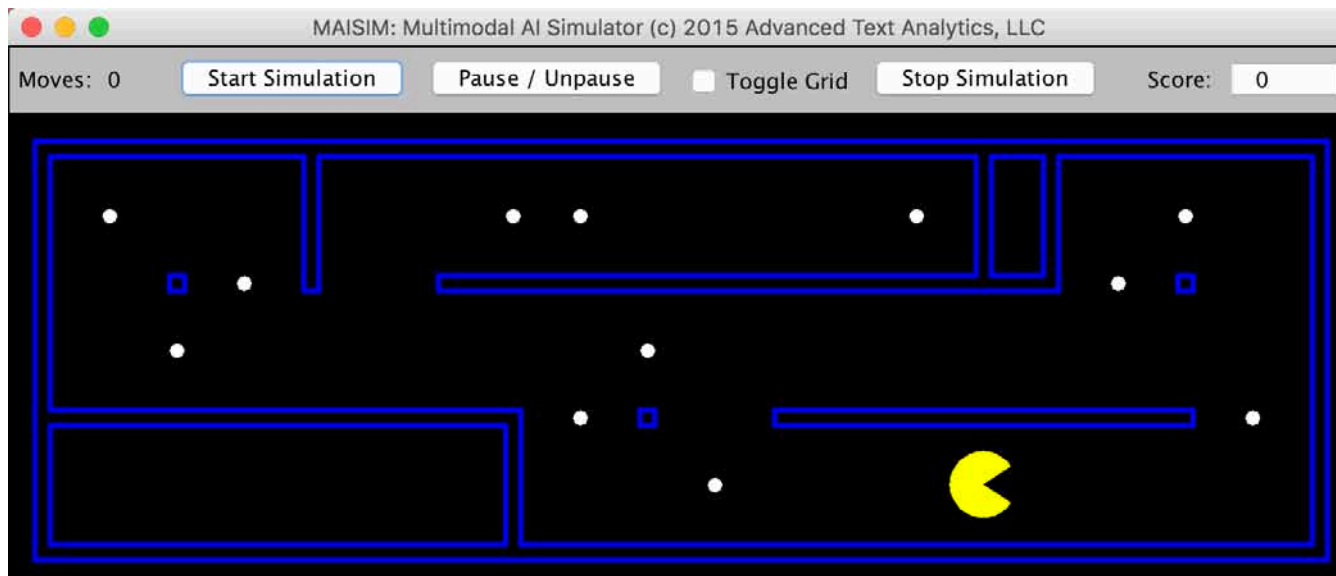 MAISIM: Multimodal AI Simulator (c) 2015 Advanced Text Analytics, LLC
Moves: 0 Start Simulation Pause / Unpause Toggle Grid Stop Simulation Score: 0